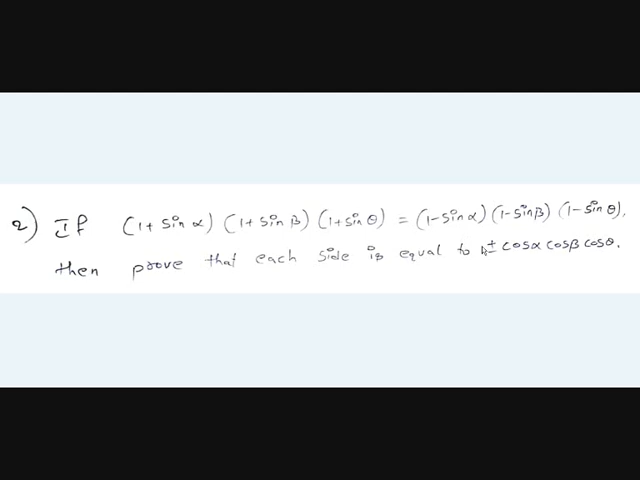 2) If (1 + sin α) (1 + sin β) (1 + sin θ) = (1 - sin α) (1 - sin β) (1 - sin θ),
then prove that each side is equal to ± cosα cosβ cosθ.